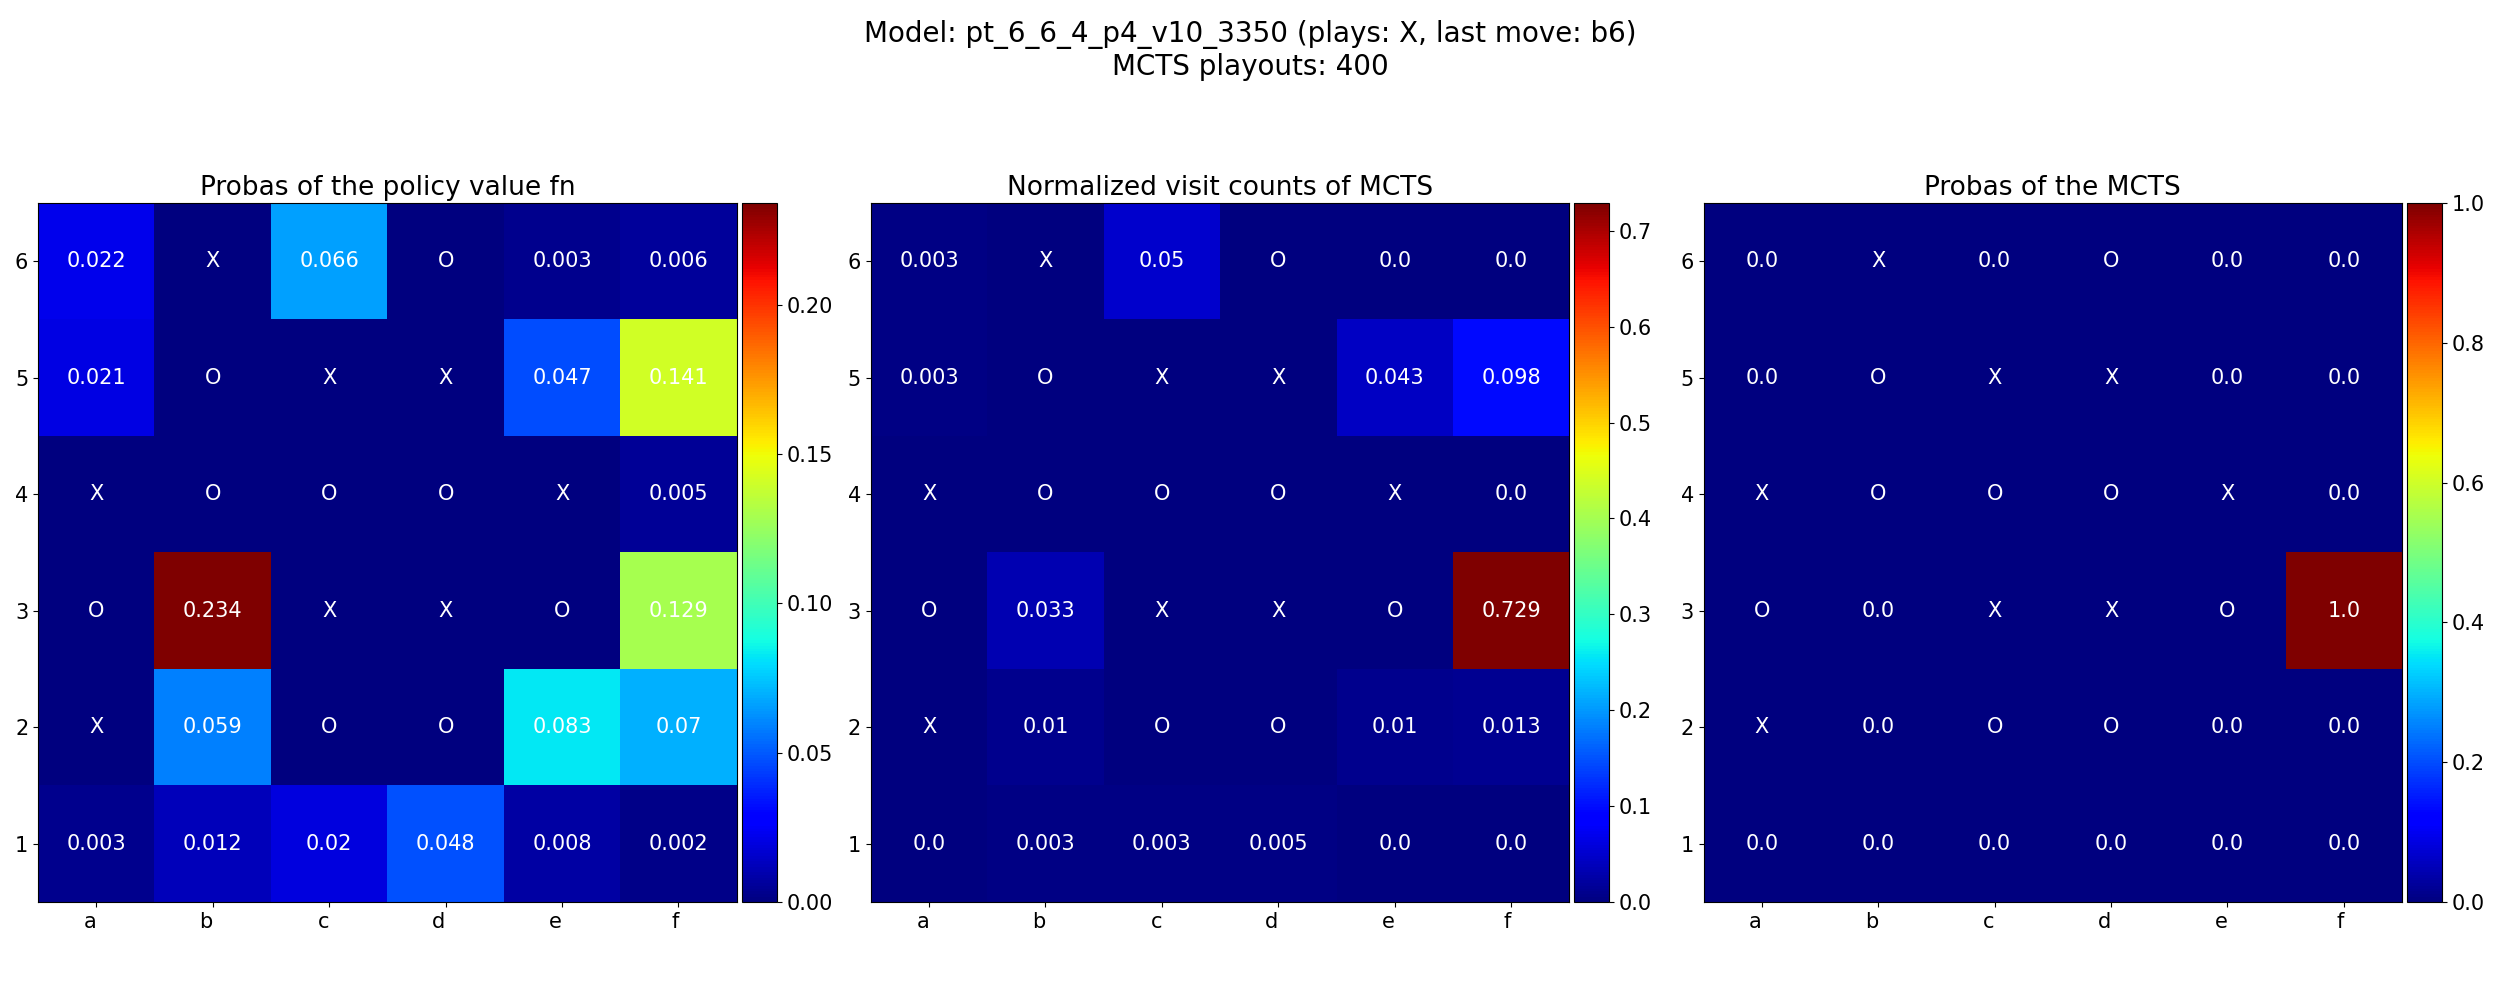 Model: pt_6_6_4_p4_v10_3350 (plays: X, last move: b6)
MCTS playouts: 400
Probas of the policy value fn
6 0.022 X 0.066 O 0.003 0.006
5 0.021 O X X 0.047 0.141
4 X O O O X 0.005
3 O 0.234 X X O 0.129
2 X 0.059 O O 0.083 0.07
1 0.003 0.012 0.02 0.048 0.008 0.002
a b c d e f
0.20
0.15
0.10
0.05
0.00
Normalized visit counts of MCTS
6 0.003 X 0.05 O 0.0 0.0
5 0.003 O X X 0.043 0.098
4 X O O O X 0.0
3 O 0.033 X X O 0.729
2 X 0.01 O O 0.01 0.013
1 0.0 0.003 0.003 0.005 0.0 0.0
a b c d e f
0.7
0.6
0.5
0.4
0.3
0.2
0.1
0.0
Probas of the MCTS
6 0.0 X 0.0 O 0.0 0.0
5 0.0 O X X 0.0 0.0
4 X O O O X 0.0
3 O 0.0 X X O 1.0
2 X 0.0 O O 0.0 0.0
1 0.0 0.0 0.0 0.0 0.0 0.0
a b c d e f
1.0
0.8
0.6
0.4
0.2
0.0